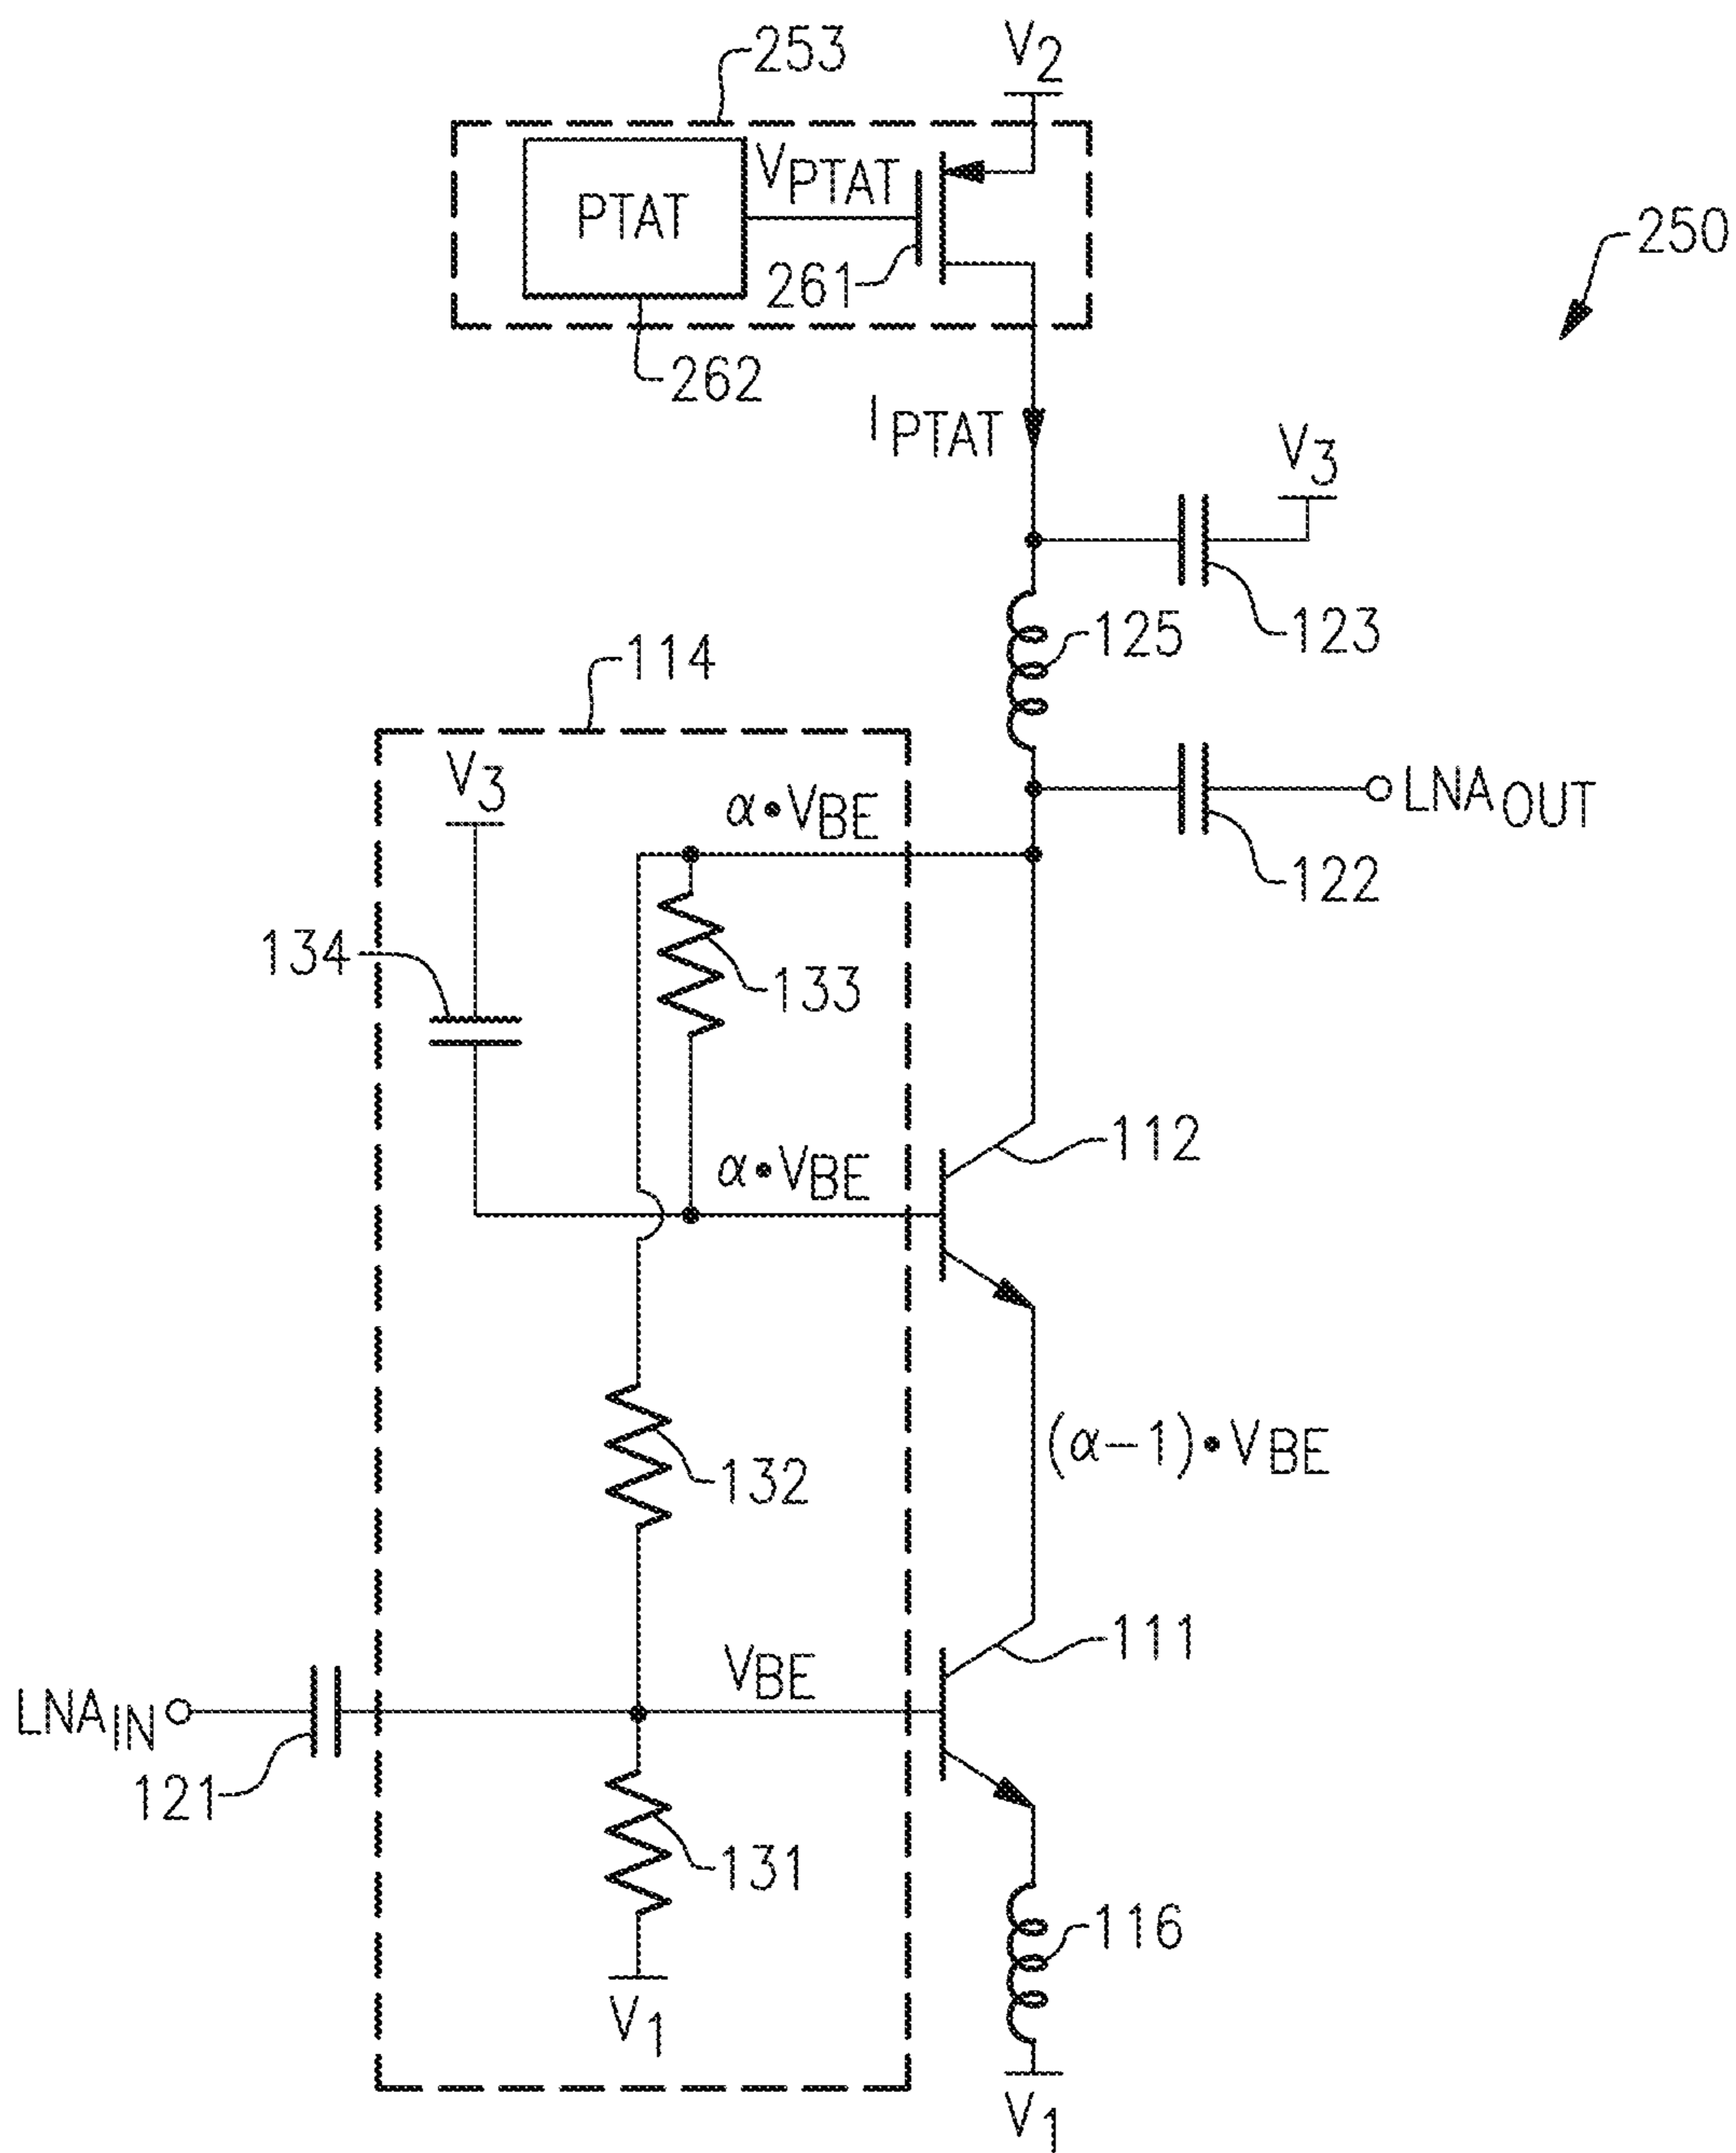 253
V2
PTAT
VPTAT
261
250
262
IPTAT
V3
123
125
114
V3
α•VBE
LNAOUT
122
134
133
α•VBE
112
132
(α−1)•VBE
VBE
111
LNAIN
121
131
116
V1
V1